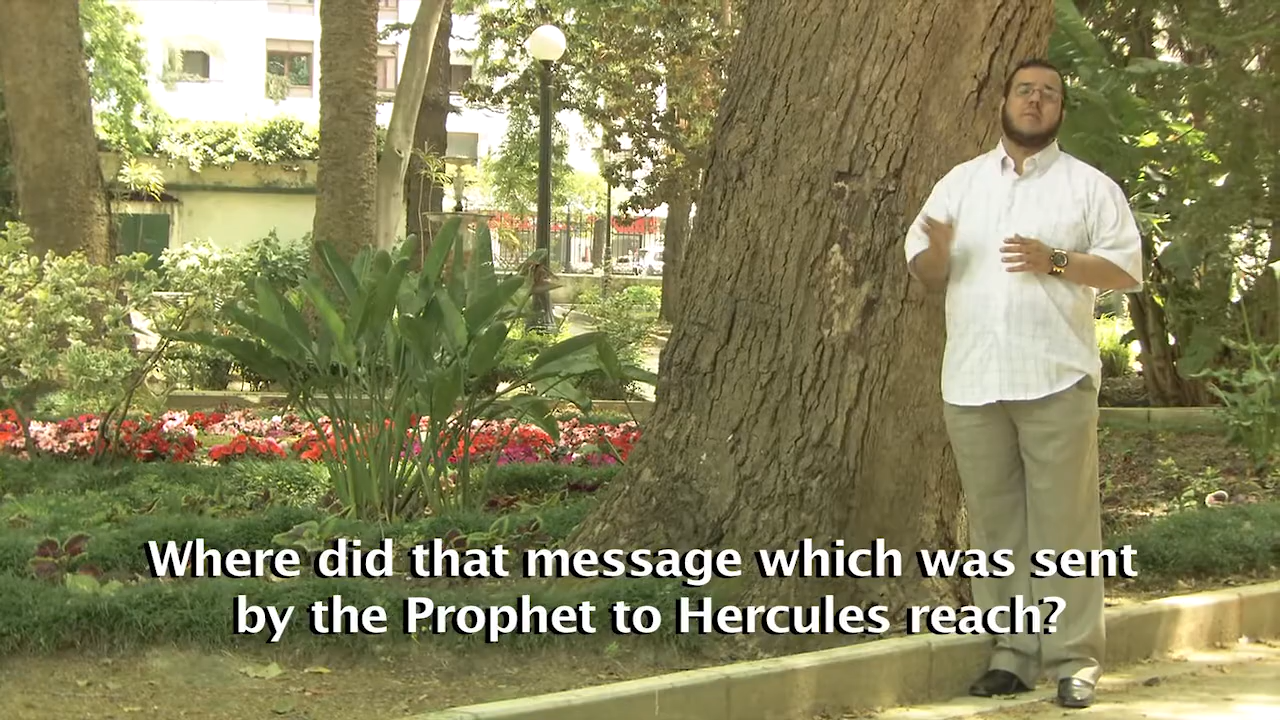 Where did that message which was sent
by the Prophet to Hercules reach?